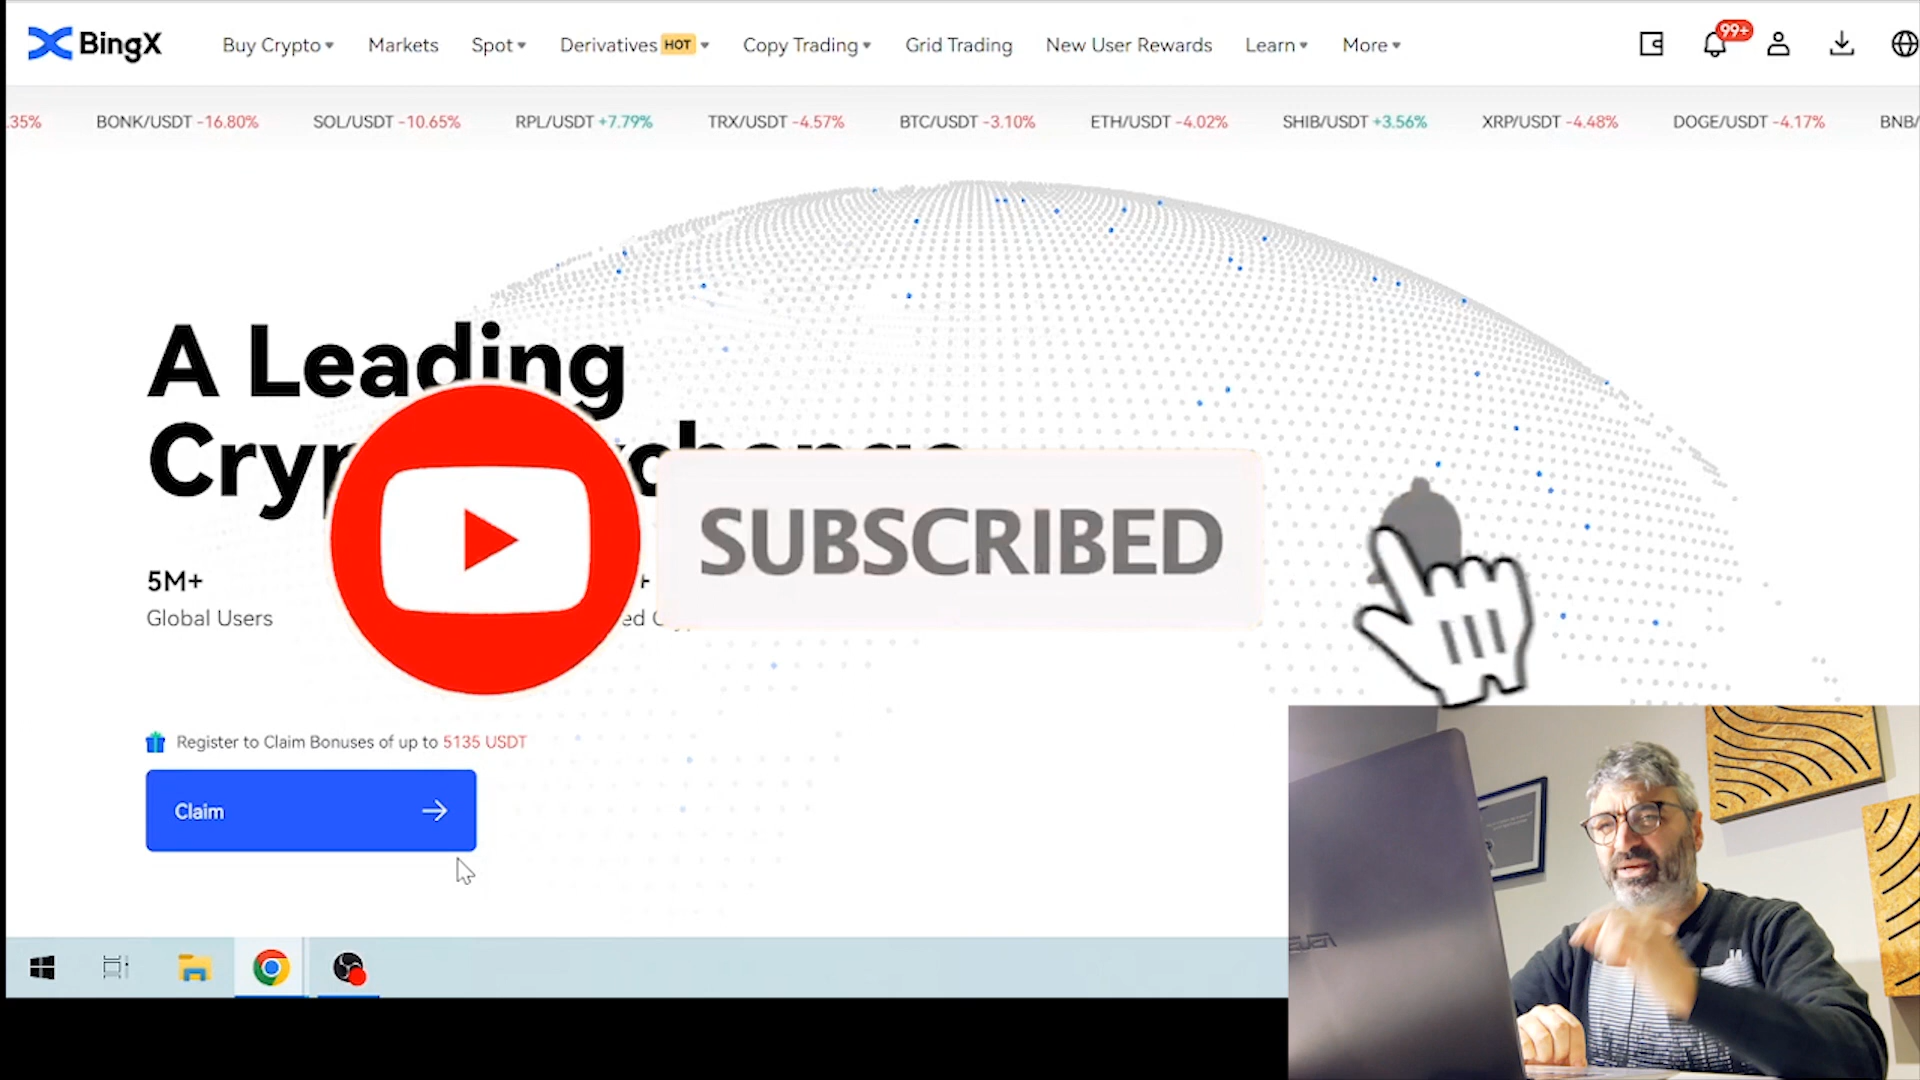 BingX Buy Crypto Markets Spot Derivatives HOT Copy Trading Grid Trading New User Rewards Learn More 99+
.35% BONK/USDT -16.80% SOL/USDT -10.65% RPL/USDT +7.79% TRX/USDT -4.57% BTC/USDT -3.10% ETH/USDT -4.02% SHIB/USDT +3.56% XRP/USDT -4.48% DOGE/USDT -4.17% BNB/
A Leading
SUBSCRIBED
5M+
Global Users
Register to Claim Bonuses of up to 5135 USDT
Claim